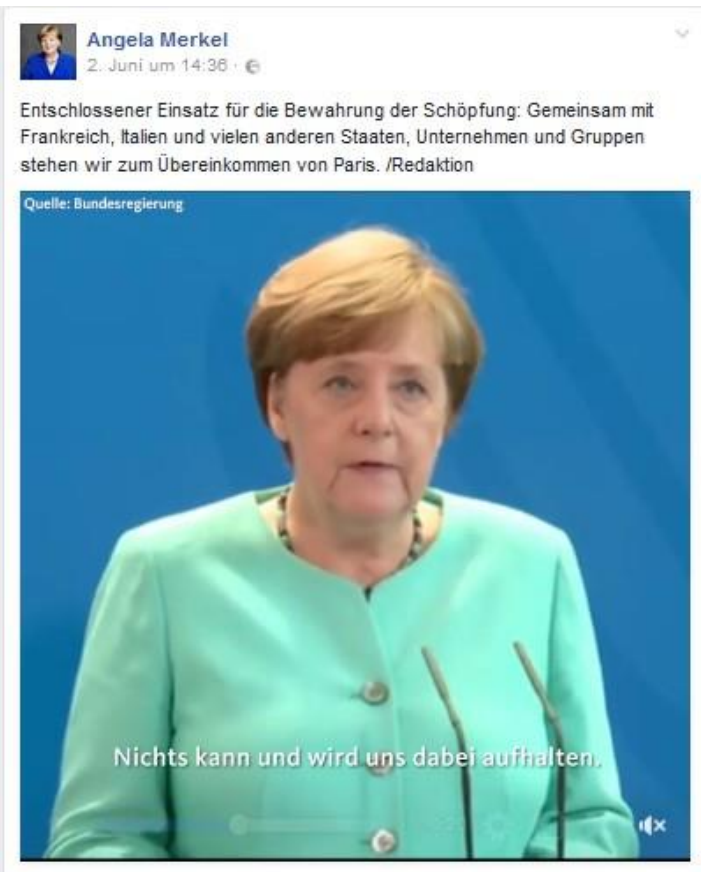 Angela Merkel
2. Juni um 14:36 ·
Entschlossener Einsatz für die Bewahrung der Schöpfung: Gemeinsam mit
Frankreich, Italien und vielen anderen Staaten, Unternehmen und Gruppen
stehen wir zum Übereinkommen von Paris. /Redaktion
Quelle: Bundesregierung
Nichts kann und wird uns dabei aufhalten.